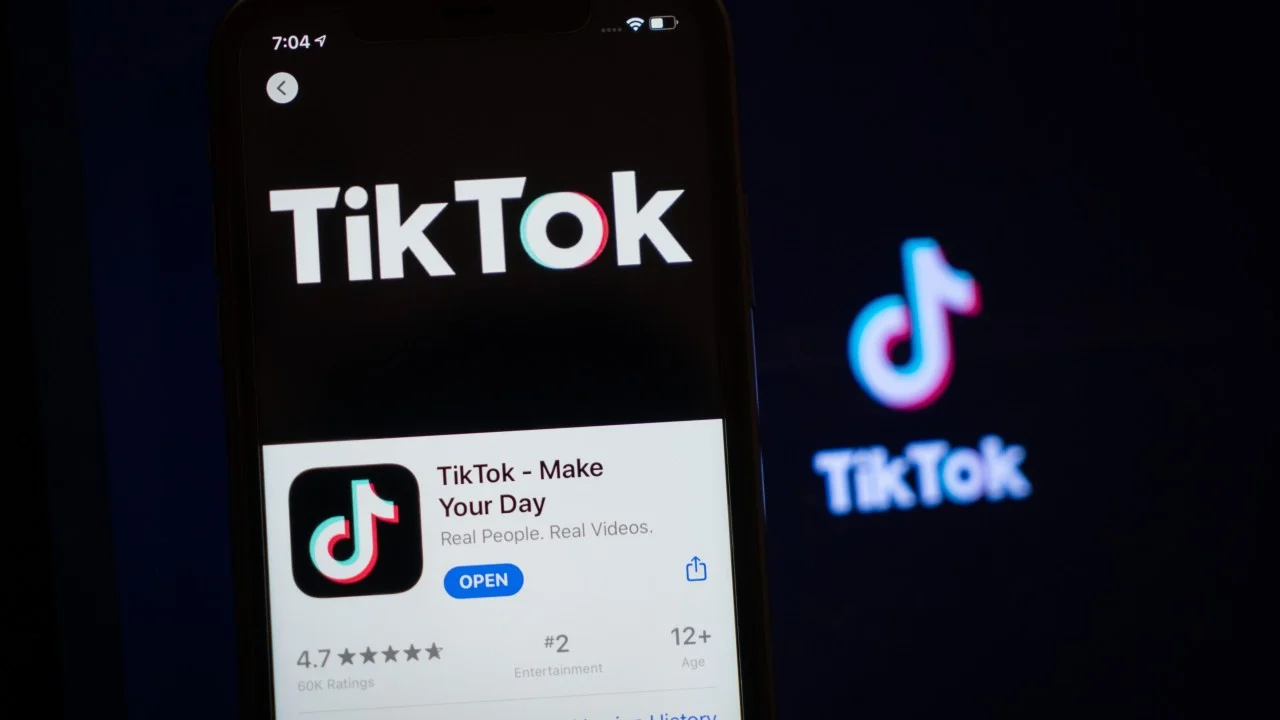 7:04
TikTok
TikTok - Make
Your Day
Real People. Real Videos.
OPEN
4.7
60K Ratings
#2
Entertainment
12+
Age
History
TikTok